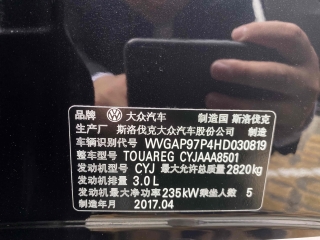 品牌 大众汽车 制造国 斯洛伐克
生产厂 斯洛伐克大众汽车股份公司 制造
车辆识别代号 WVGAP97P4HD030819
整车型号 TOUAREG CYJAAA8501
发动机型号 CYJ 最大允许总质量 2820kg
发动机排量 3.0L
发动机最大净功率 235kW 乘坐人数 5
制造年月 2017.04